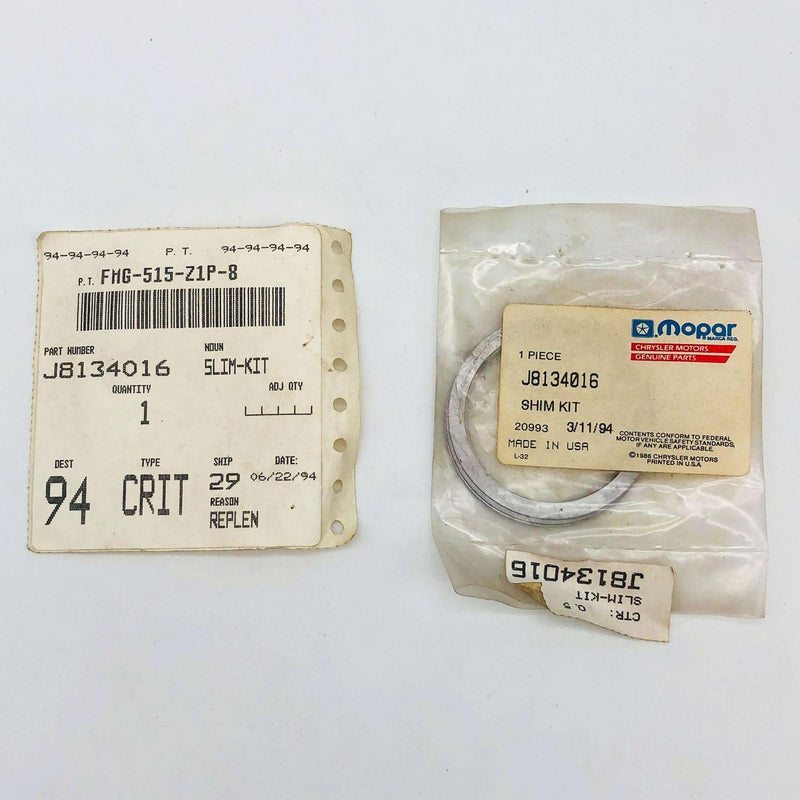 94-94-94-94 P.T. 94-94-94-94
P.T. FMG-515-Z1P-8
PART NUMBER NOUN
J8134016 SLIM-KIT
QUANTITY ADJ QTY
1
DEST TYPE SHIP DATE:
94 CRIT 29 06/22/94
REASON
REPLEN
Mopar
MARCA REG.
CHRYSLER MOTORS
GENUINE PARTS
1 PIECE
J8134016
SHIM KIT
20993 3/11/94
MADE IN USA
L-32
CONTENTS CONFORM TO FEDERAL
MOTOR VEHICLE SAFETY STANDARDS,
IF ANY ARE APPLICABLE.
©1986 CHRYSLER MOTORS
PRINTED IN U.S.A.
J8134016
SLIM-KIT
CTR: 0.5